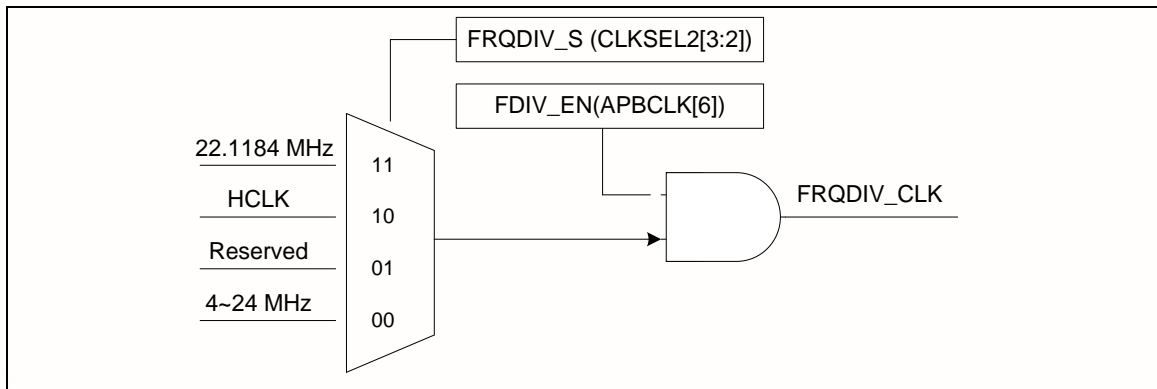 FRQDIV_S (CLKSEL2[3:2])
FDIV_EN(APBCLK[6])
22.1184 MHz
11
HCLK
10
Reserved
01
4~24 MHz
00
FRQDIV_CLK